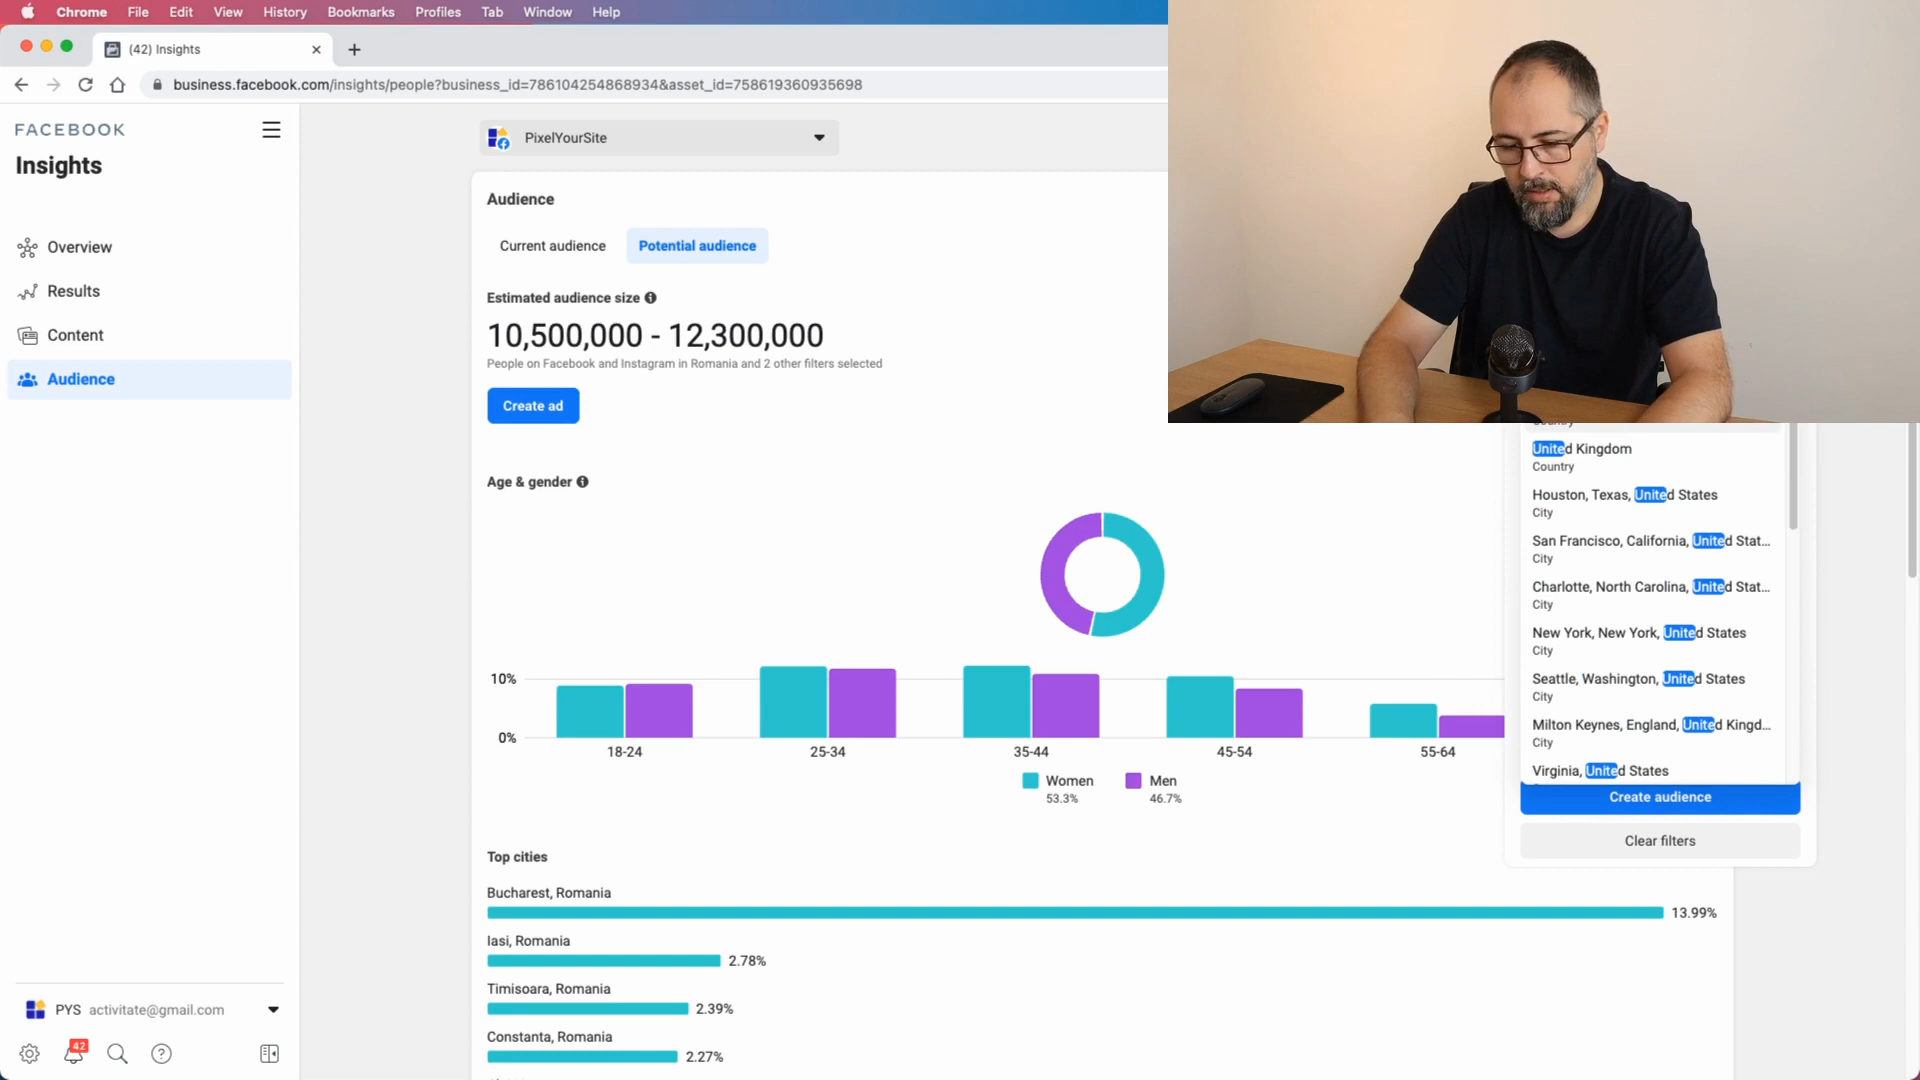 Chrome File Edit View History Bookmarks Profiles Tab Window Help
(42) Insights
business.facebook.com/insights/people?business_id=786104254868934&asset_id=758619360935698
FACEBOOK
Insights
Overview
Results
Content
Audience
PYS activitate@gmail.com
42
PixelYourSite
Audience
Current audience
Potential audience
Estimated audience size
10,500,000 - 12,300,000
People on Facebook and Instagram in Romania and 2 other filters selected
Create ad
Age & gender
10%
0%
18-24
25-34
35-44
45-54
55-64
Women
53.3%
Men
46.7%
Top cities
Bucharest, Romania
13.99%
Iasi, Romania
2.78%
Timisoara, Romania
2.39%
Constanta, Romania
2.27%
Country
United Kingdom
Country
Houston, Texas, United States
City
San Francisco, California, United Stat...
City
Charlotte, North Carolina, United Stat...
City
New York, New York, United States
City
Seattle, Washington, United States
City
Milton Keynes, England, United Kingd...
City
Virginia, United States
Create audience
Clear filters